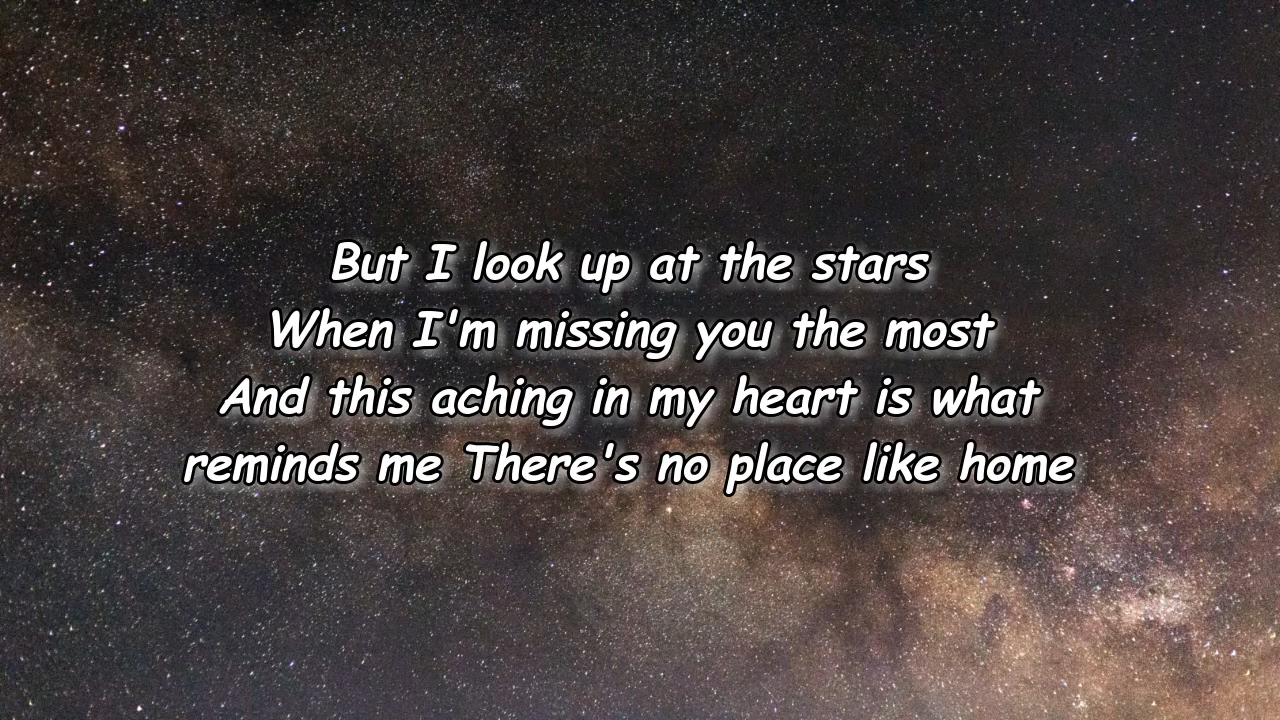 But I look up at the stars
When I'm missing you the most
And this aching in my heart is what
reminds me There's no place like home